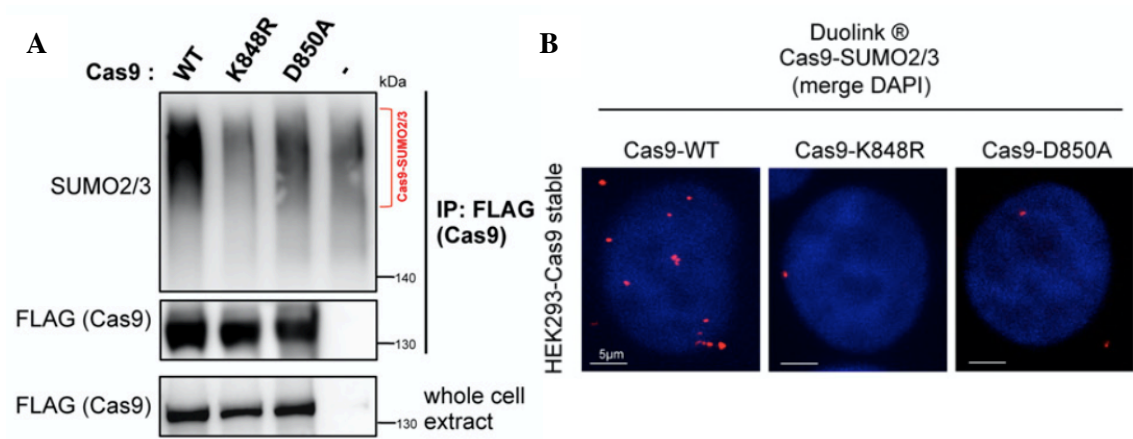 A
Cas9 :
WT
K848R
D850A
-
kDa
SUMO2/3
Cas9-SUMO2/3
140
IP: FLAG
(Cas9)
FLAG (Cas9)
130
FLAG (Cas9)
130
whole cell
extract
B
Duolink ®
Cas9-SUMO2/3
(merge DAPI)
Cas9-WT
Cas9-K848R
Cas9-D850A
HEK293-Cas9 stable
5µm